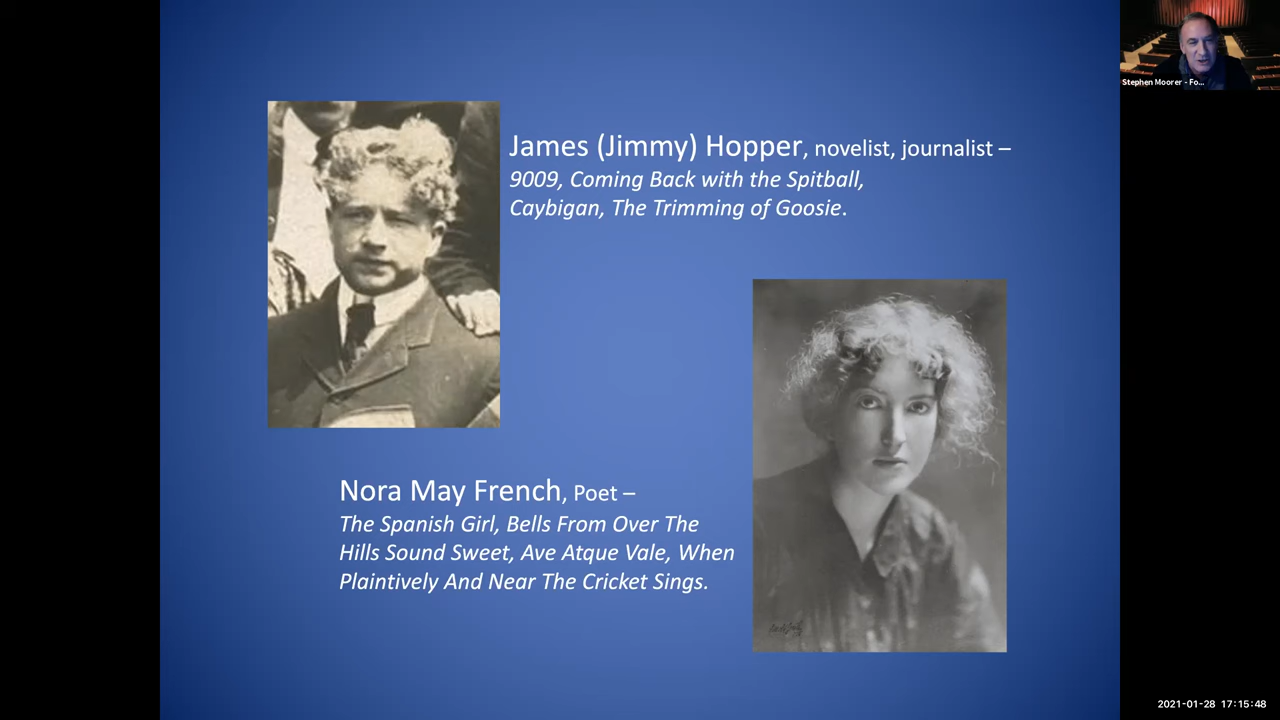 Stephen Moorer - Fo...
James (Jimmy) Hopper, novelist, journalist –
9009, Coming Back with the Spitball,
Caybigan, The Trimming of Goosie.
Nora May French, Poet –
The Spanish Girl, Bells From Over The
Hills Sound Sweet, Ave Atque Vale, When
Plaintively And Near The Cricket Sings.
2021-01-28 17:15:48